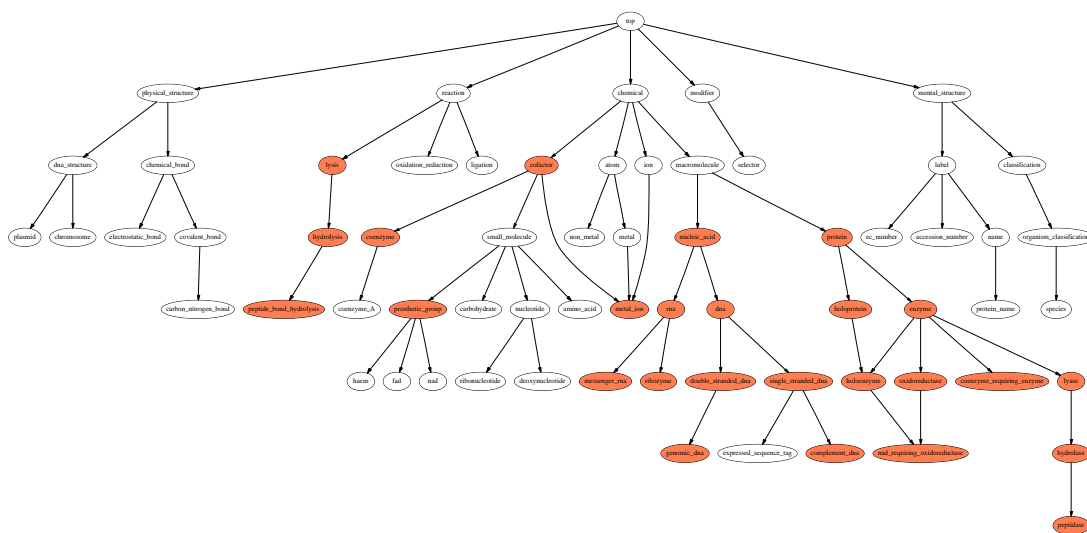 top
physical_structure
reaction
chemical
modifier
mental_structure
dna_structure
chemical_bond
lysis
oxidation_reduction
ligation
cofactor
atom
ion
macromolecule
selector
label
classification
plasmid
chromosome
electrostatic_bond
covalent_bond
hydrolysis
coenzyme
small_molecule
non_metal
metal
nucleic_acid
protein
ec_number
accession_number
name
organism_classification
carbon_nitrogen_bond
peptide_bond_hydrolysis
coenzyme_A
prosthetic_group
carbohydrate
nucleotide
amino_acid
metal_ion
rna
dna
holoprotein
enzyme
protein_name
species
haem
fad
nad
ribonucleotide
deoxynucleotide
messenger_rna
ribozyme
double_stranded_dna
single_stranded_dna
holoenzyme
oxidoreductase
coenzyme_requiring_enzyme
lyase
genomic_dna
expressed_sequence_tag
complement_dna
nad_requiring_oxidoreductase
hydrolase
peptidase